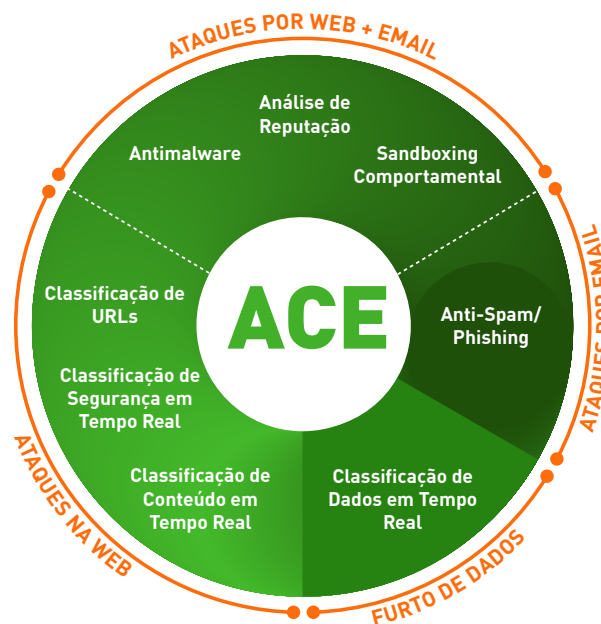 ATAQUES POR WEB + EMAIL
Análise de
Reputação
Antimalware
Sandboxing
Comportamental
ACE
Classificação de
URLs
Anti-Spam/
Phishing
ATAQUES POR EMAIL
Classificação de
Segurança em
Tempo Real
Classificação de
Conteúdo em
Tempo Real
Classificação de
Dados em Tempo
Real
ATAQUES NA WEB
FURTO DE DADOS